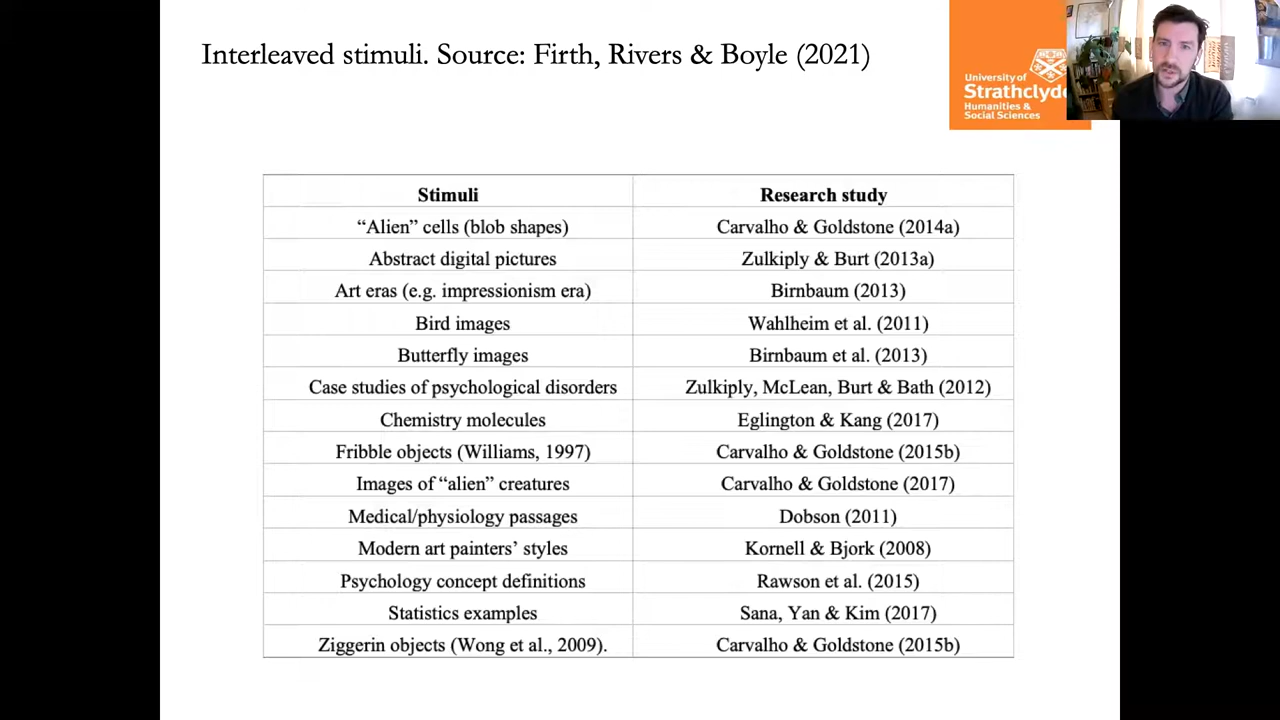 Interleaved stimuli. Source: Firth, Rivers & Boyle (2021)
University of
Strathclyde
Humanities &
Social Sciences
Stimuli Research study
“Alien” cells (blob shapes) Carvalho & Goldstone (2014a)
Abstract digital pictures Zulkiply & Burt (2013a)
Art eras (e.g. impressionism era) Birnbaum (2013)
Bird images Wahlheim et al. (2011)
Butterfly images Birnbaum et al. (2013)
Case studies of psychological disorders Zulkiply, McLean, Burt & Bath (2012)
Chemistry molecules Eglington & Kang (2017)
Fribble objects (Williams, 1997) Carvalho & Goldstone (2015b)
Images of “alien” creatures Carvalho & Goldstone (2017)
Medical/physiology passages Dobson (2011)
Modern art painters’ styles Kornell & Bjork (2008)
Psychology concept definitions Rawson et al. (2015)
Statistics examples Sana, Yan & Kim (2017)
Ziggerin objects (Wong et al., 2009). Carvalho & Goldstone (2015b)